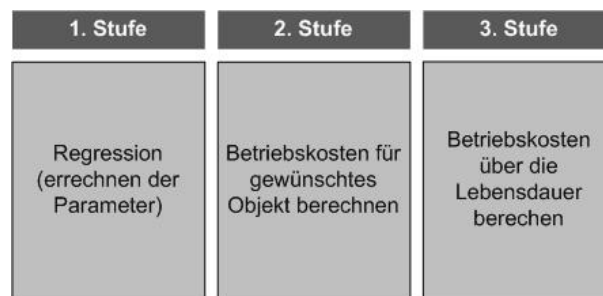 1. Stufe
2. Stufe
3. Stufe
Regression
(errechnen der
Parameter)
Betriebskosten für
gewünschtes
Objekt berechnen
Betriebskosten
über die
Lebensdauer
berechen